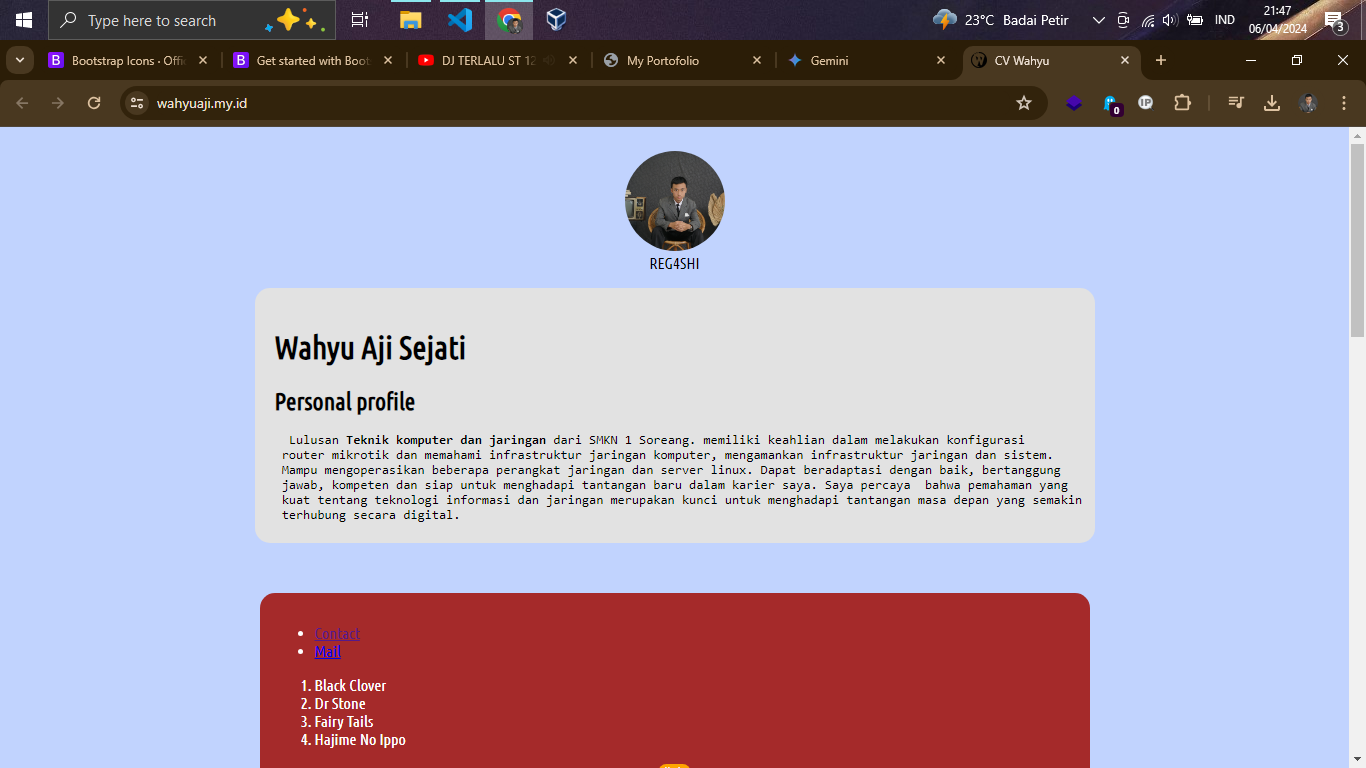 Type here to search
23°C Badai Petir
IND
21:47
06/04/2024
3
Bootstrap Icons · Offi
Get started with Boots
DJ TERLALU ST 12
My Portofolio
Gemini
CV Wahyu
wahyuaji.my.id
0
IP
REG4SHI
Wahyu Aji Sejati
Personal profile
Lulusan Teknik komputer dan jaringan dari SMKN 1 Soreang. memiliki keahlian dalam melakukan konfigurasi
router mikrotik dan memahami infrastruktur jaringan komputer, mengamankan infrastruktur jaringan dan sistem.
Mampu mengoperasikan beberapa perangkat jaringan dan server linux. Dapat beradaptasi dengan baik, bertanggung
jawab, kompeten dan siap untuk menghadapi tantangan baru dalam karier saya. Saya percaya  bahwa pemahaman yang
kuat tentang teknologi informasi dan jaringan merupakan kunci untuk menghadapi tantangan masa depan yang semakin
terhubung secara digital.
Contact
Mail
1. Black Clover
2. Dr Stone
3. Fairy Tails
4. Hajime No Ippo